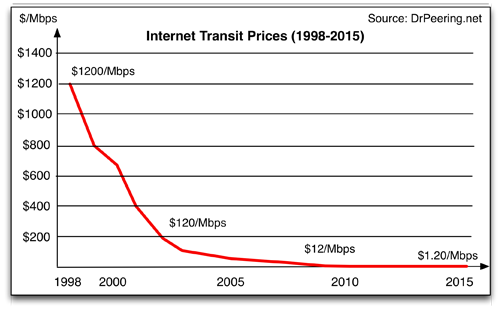 $/Mbps
Source: DrPeering.net
Internet Transit Prices (1998-2015)
$1400
$1200
$1000
$800
$600
$400
$200
$1200/Mbps
$120/Mbps
$12/Mbps
$1.20/Mbps
1998 2000 2005 2010 2015